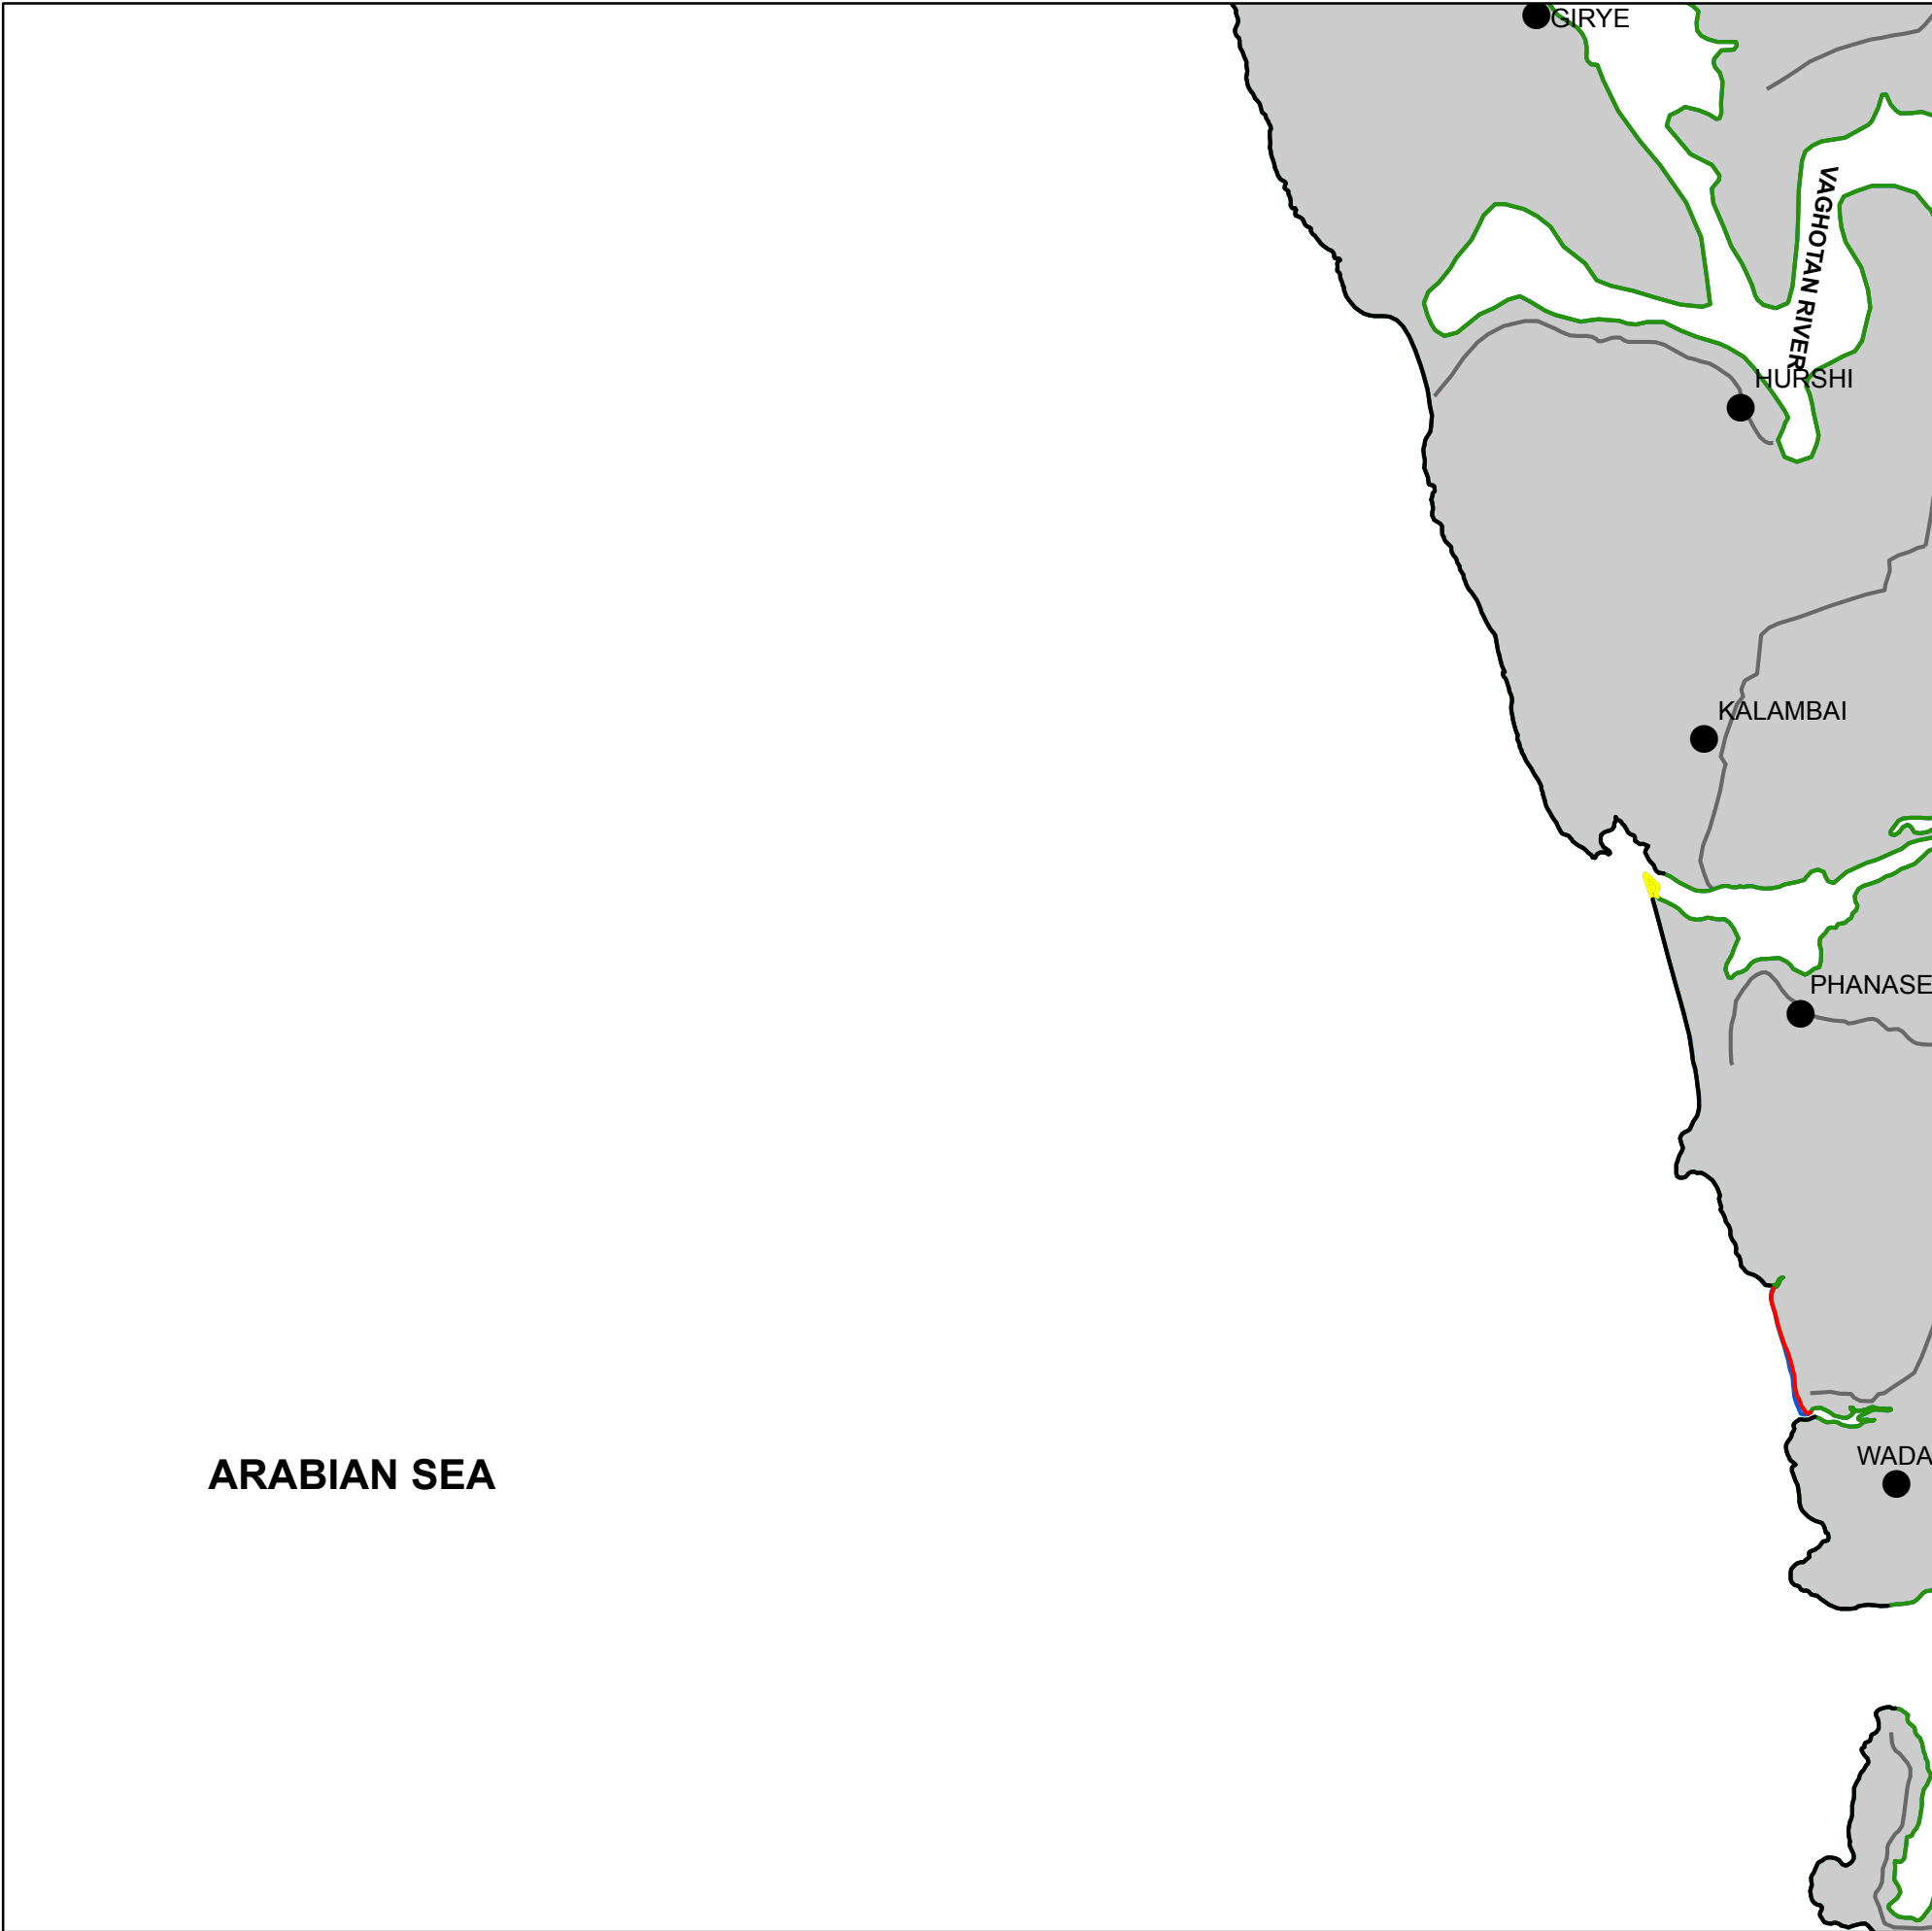 GIRYE
VAGHOTAN RIVER
HURSHI
KALAMBAI
PHANASE
WADA
ARABIAN SEA